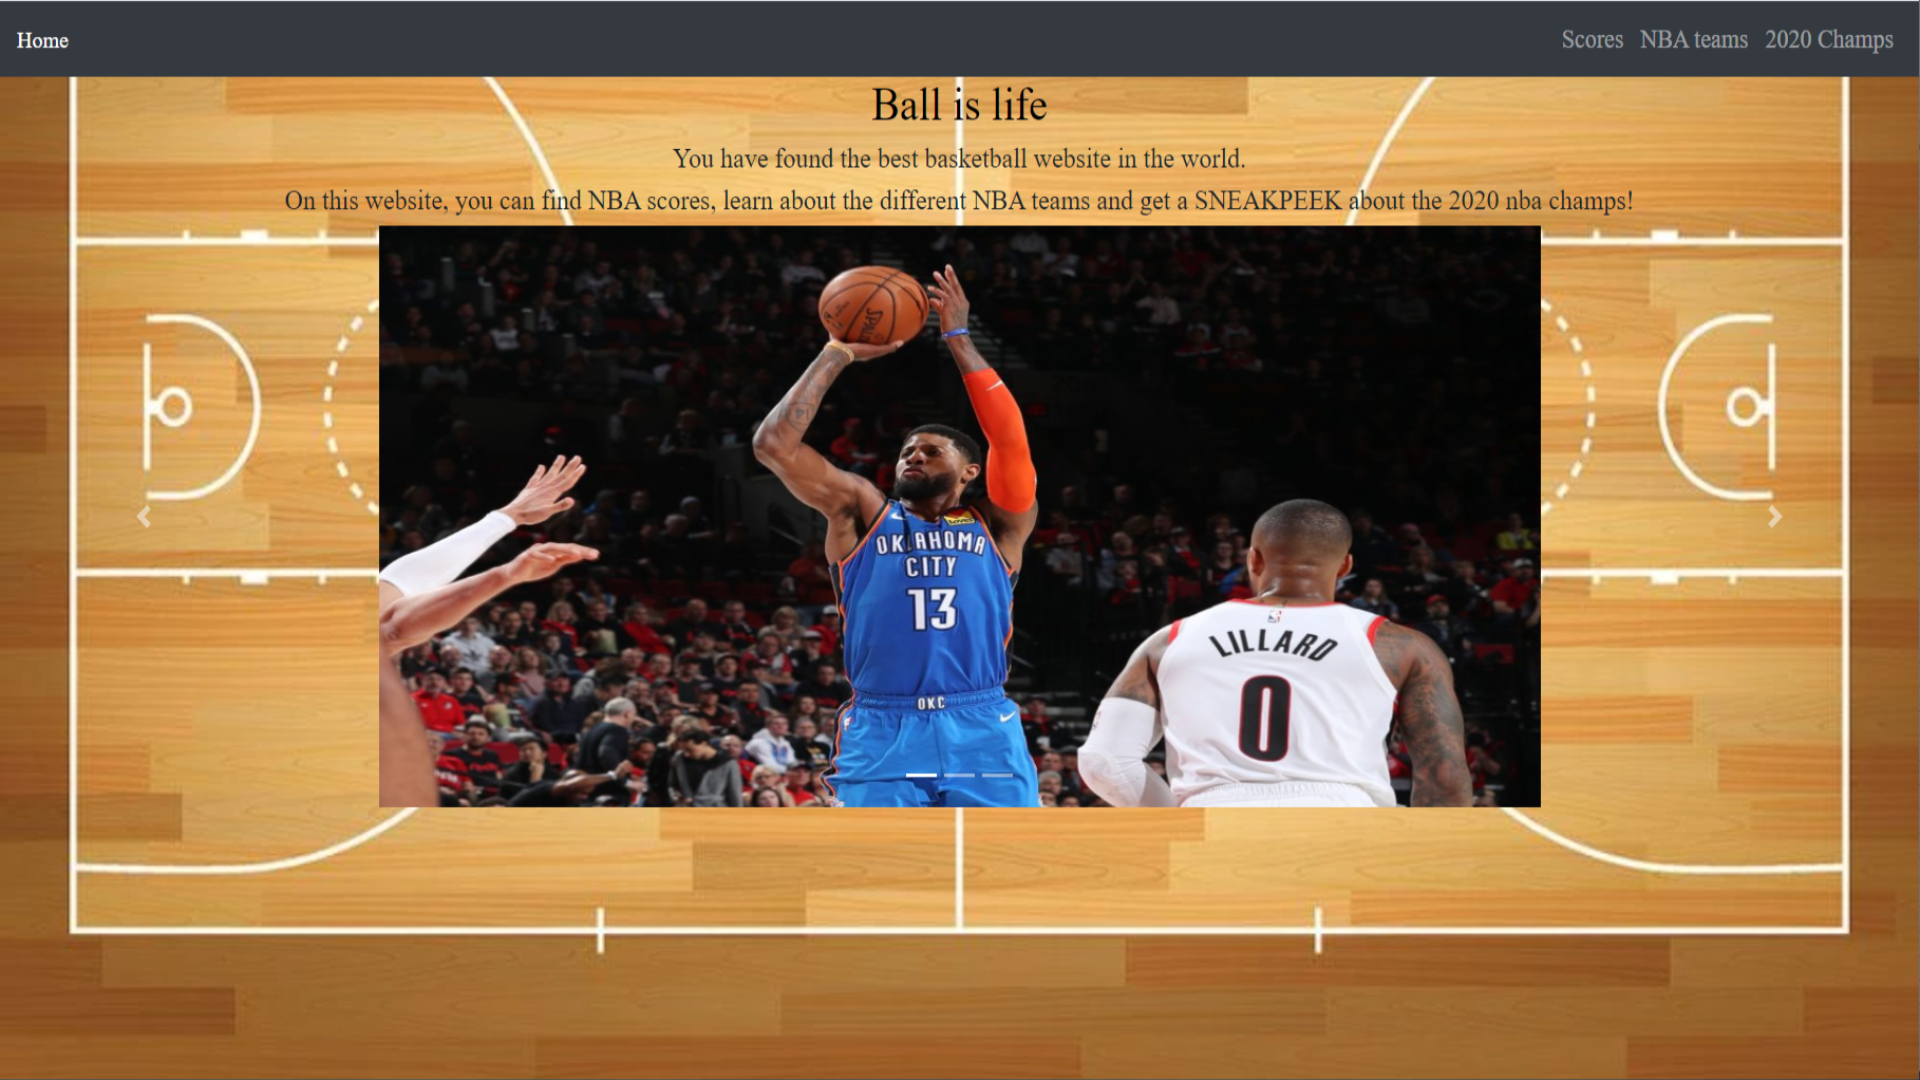 Home
Scores NBA teams 2020 Champs
Ball is life
You have found the best basketball website in the world.
On this website, you can find NBA scores, learn about the different NBA teams and get a SNEAKPEEK about the 2020 nba champs!
OKLAHOMA
CITY
13
OKC
LILLARD
0